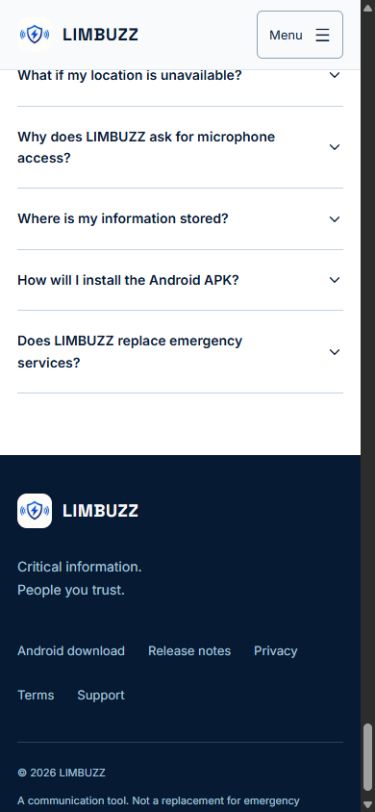 LIMBUZZ
Menu
What if my location is unavailable?
Why does LIMBUZZ ask for microphone
access?
Where is my information stored?
How will I install the Android APK?
Does LIMBUZZ replace emergency
services?
LIMBUZZ
Critical information.
People you trust.
Android download Release notes Privacy
Terms Support
© 2026 LIMBUZZ
A communication tool. Not a replacement for emergency